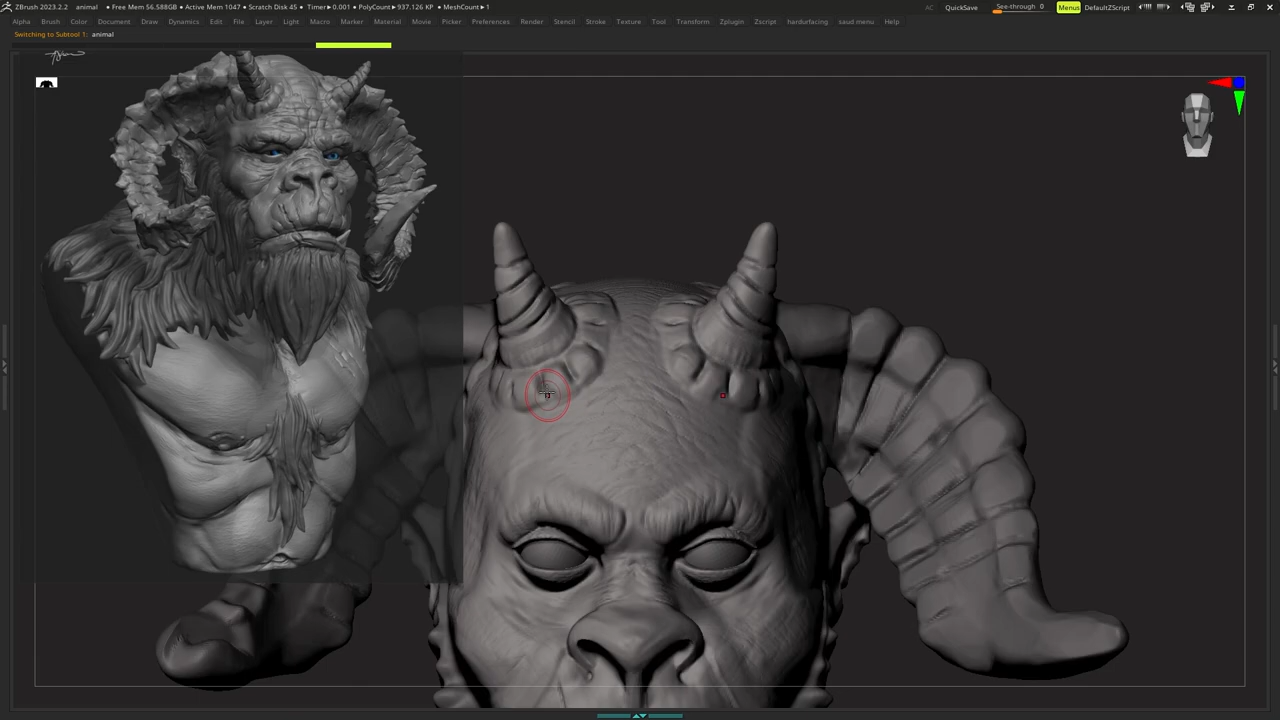 ZBrush 2023.2.2 animal ● Free Mem 56.588GB ● Active Mem 1047 ● Scratch Disk 45 ● Timer▸0.001 ● PolyCount▸937.126 KP ● MeshCount▸1 AC QuickSave See-through 0 Menus DefaultZScript
Alpha Brush Color Document Draw Dynamics Edit File Layer Light Macro Marker Material Movie Picker Preferences Render Stencil Stroke Texture Tool Transform Zplugin Zscript hardurfacing saud menu Help
Switching to Subtool 1: animal